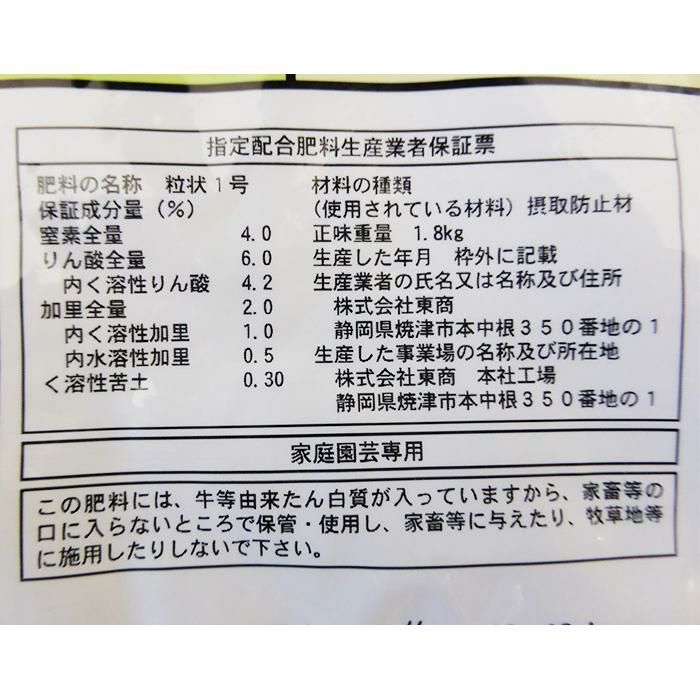 指定配合肥料生産業者保証票
肥料の名称 粒状1号
保証成分量(%)
窒素全量 4.0
りん酸全量 6.0
内く溶性りん酸 4.2
加里全量 2.0
内く溶性加里 1.0
内水溶性加里 0.5
く溶性苦土 0.30
材料の種類
(使用されている材料)摂取防止材
正味重量 1.8kg
生産した年月 枠外に記載
生産業者の氏名又は名称及び住所
株式会社東商
静岡県焼津市本中根350番地の1
生産した事業場の名称及び所在地
株式会社東商 本社工場
静岡県焼津市本中根350番地の1
家庭園芸専用
この肥料には、牛等由来たん白質が入っていますから、家畜等の
口に入らないところで保管・使用し、家畜等に与えたり、牧草地等
に施用したりしないで下さい。